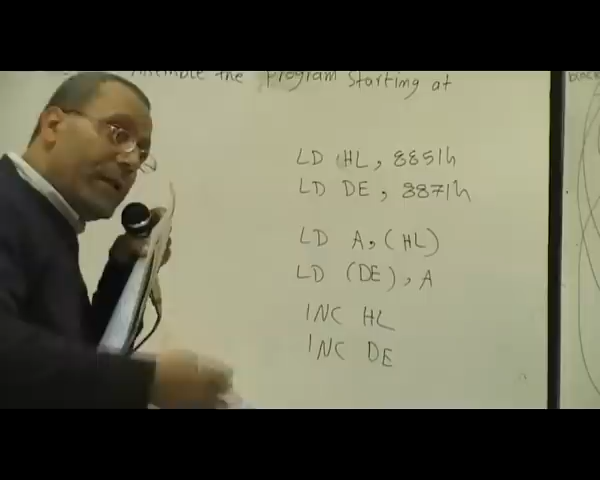 Assemble the program starting at
LD HL, 8851h
LD DE, 8871h
LD A, (HL)
LD (DE), A
INC HL
INC DE